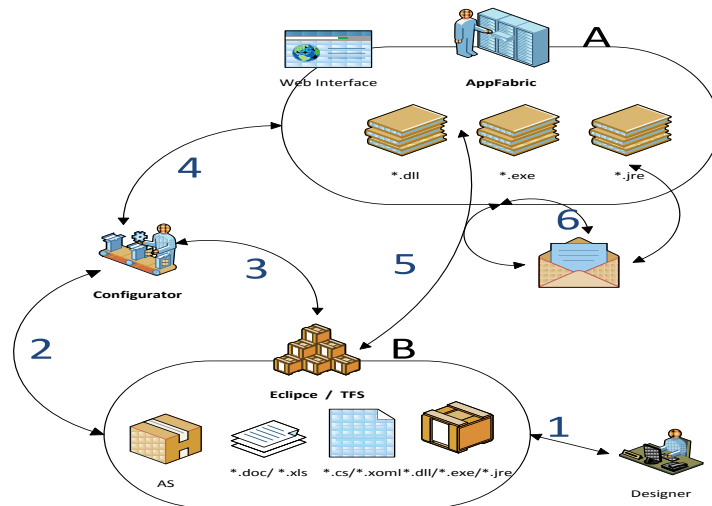 A
Web Interface
AppFabric
*.dll
*.exe
*.jre
4
6
5
3
Configurator
2
B
Eclipce / TFS
1
AS
*.doc/ *.xls
*.cs/*.xoml
*.dll/*.exe/*.jre
Designer